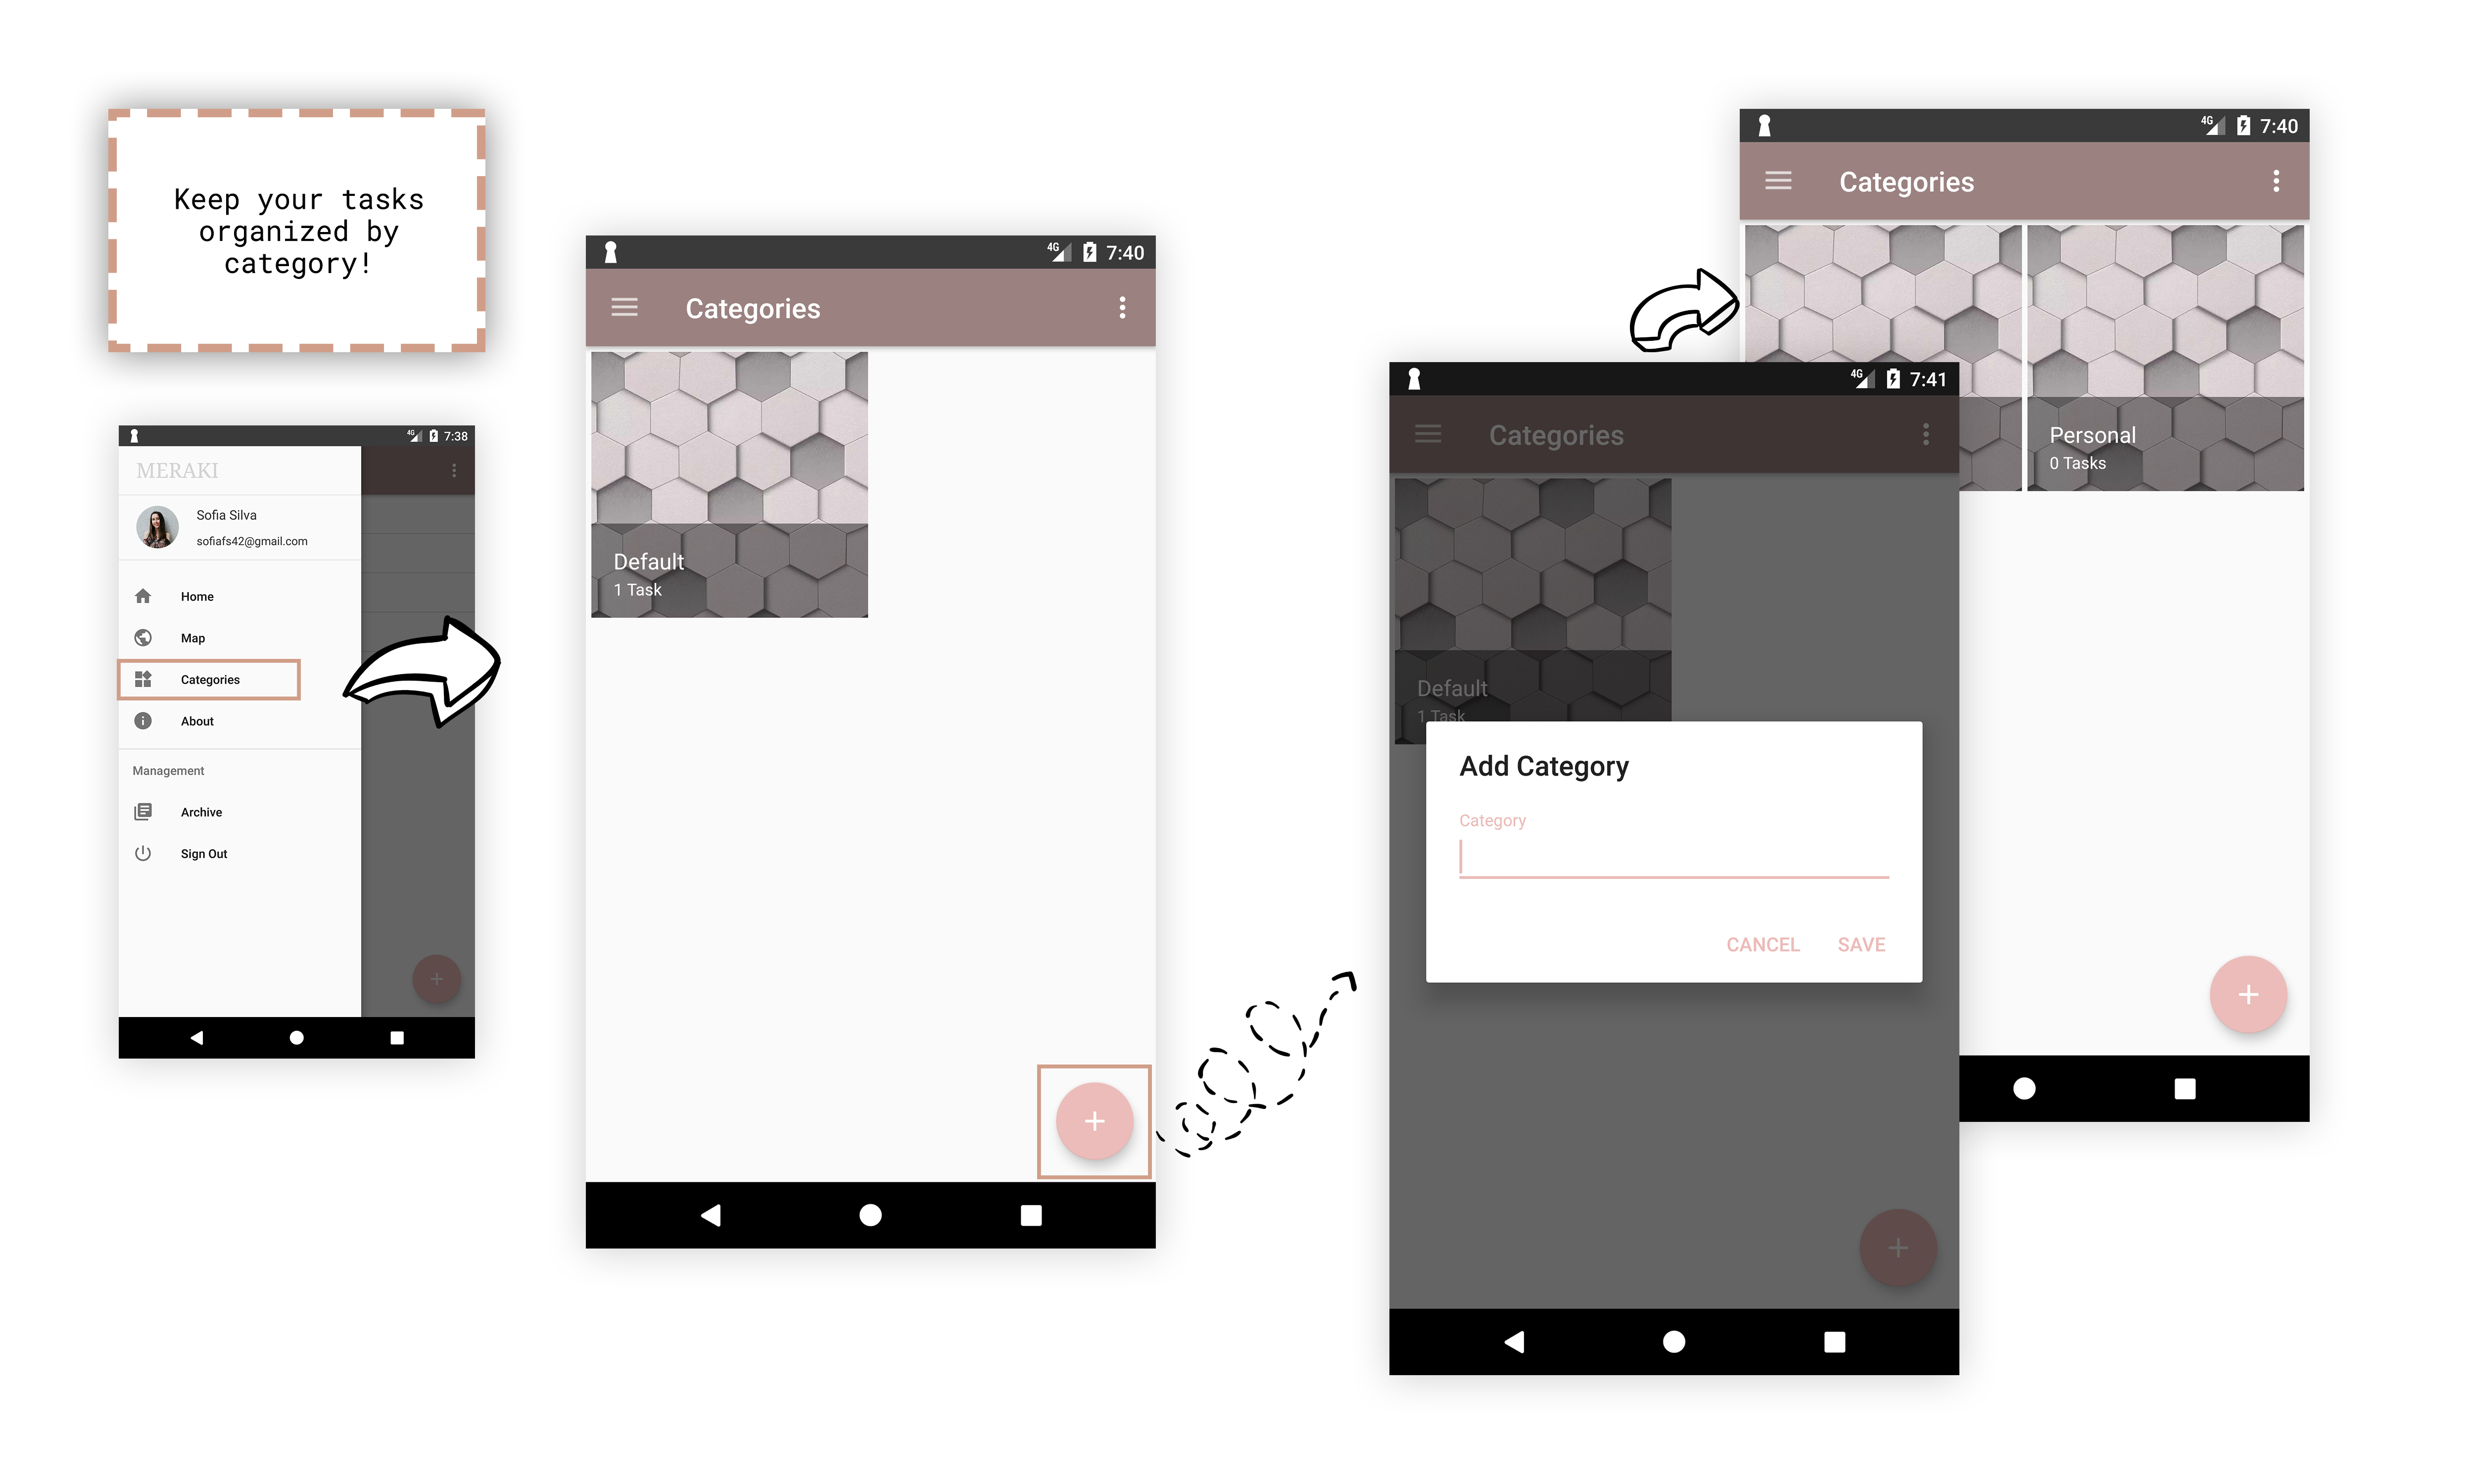 Keep your tasks
organized by
category!
4G 7:38
MERAKI
Sofia Silva
sofiafs42@gmail.com
Home
Map
Categories
About
Management
Archive
Sign Out
4G 7:40
Categories
Default
1 Task
4G 7:41
Categories
Default
1 Task
Add Category
Category
CANCEL SAVE
4G 7:40
Categories
Personal
0 Tasks